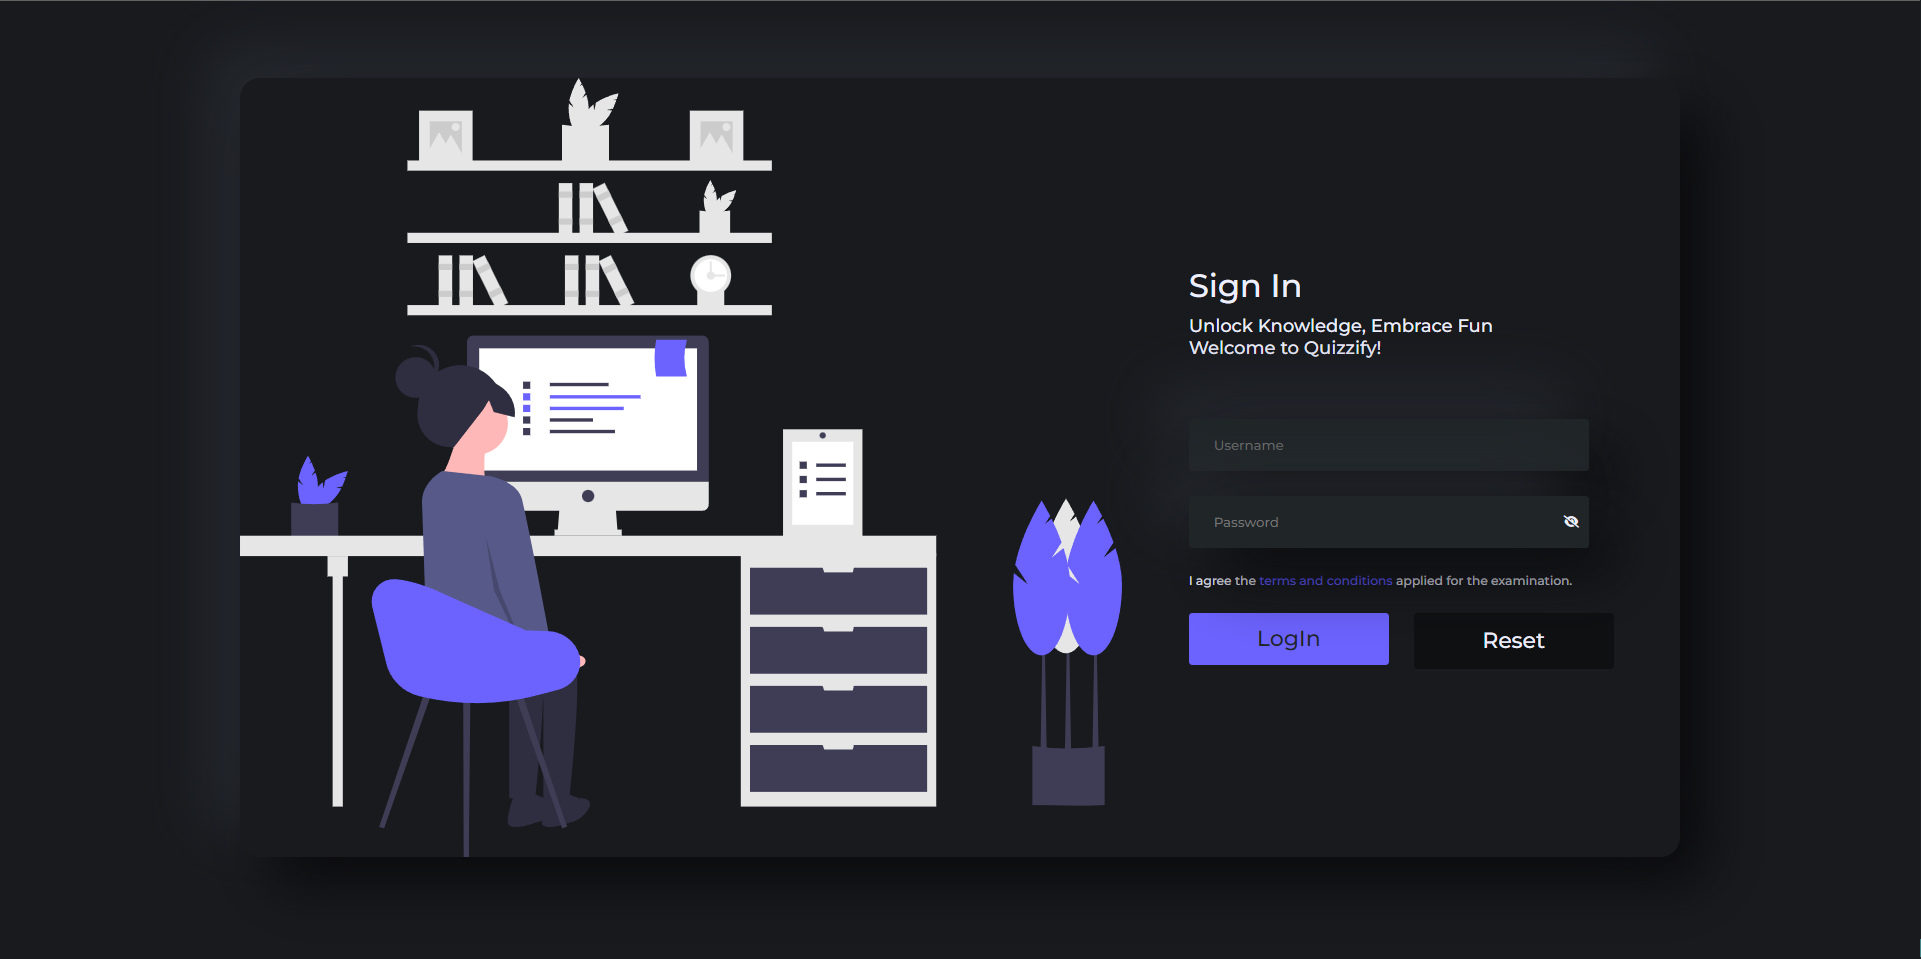 Sign In
Unlock Knowledge, Embrace Fun
Welcome to Quizzify!
Username
Password
I agree the terms and conditions applied for the examination.
LogIn
Reset